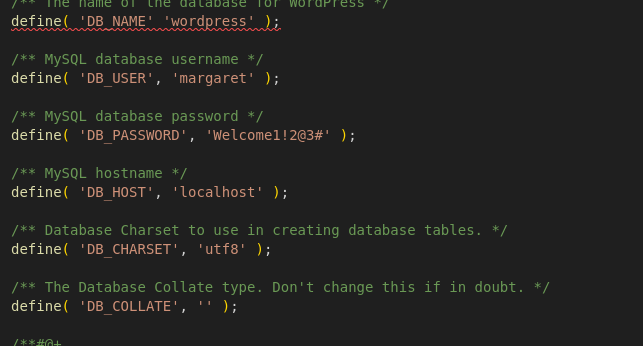 /** The name of the database for WordPress */
define( 'DB_NAME' 'wordpress' );
/** MySQL database username */
define( 'DB_USER', 'margaret' );
/** MySQL database password */
define( 'DB_PASSWORD', 'Welcome1!2@3#' );
/** MySQL hostname */
define( 'DB_HOST', 'localhost' );
/** Database Charset to use in creating database tables. */
define( 'DB_CHARSET', 'utf8' );
/** The Database Collate type. Don't change this if in doubt. */
define( 'DB_COLLATE', '' );
/**#@+